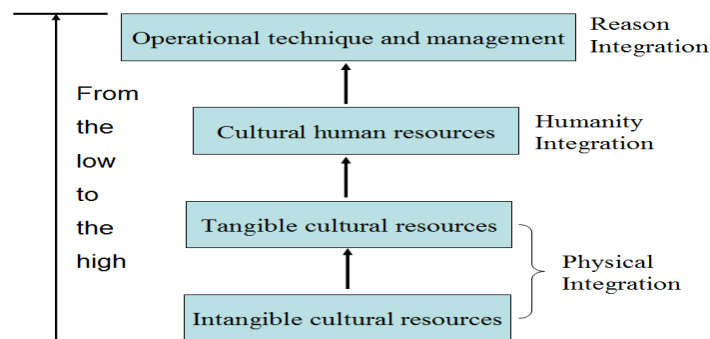 Operational technique and management
Reason
Integration
From
the
low
to
the
high
Cultural human resources
Humanity
Integration
Tangible cultural resources
Physical
Integration
Intangible cultural resources